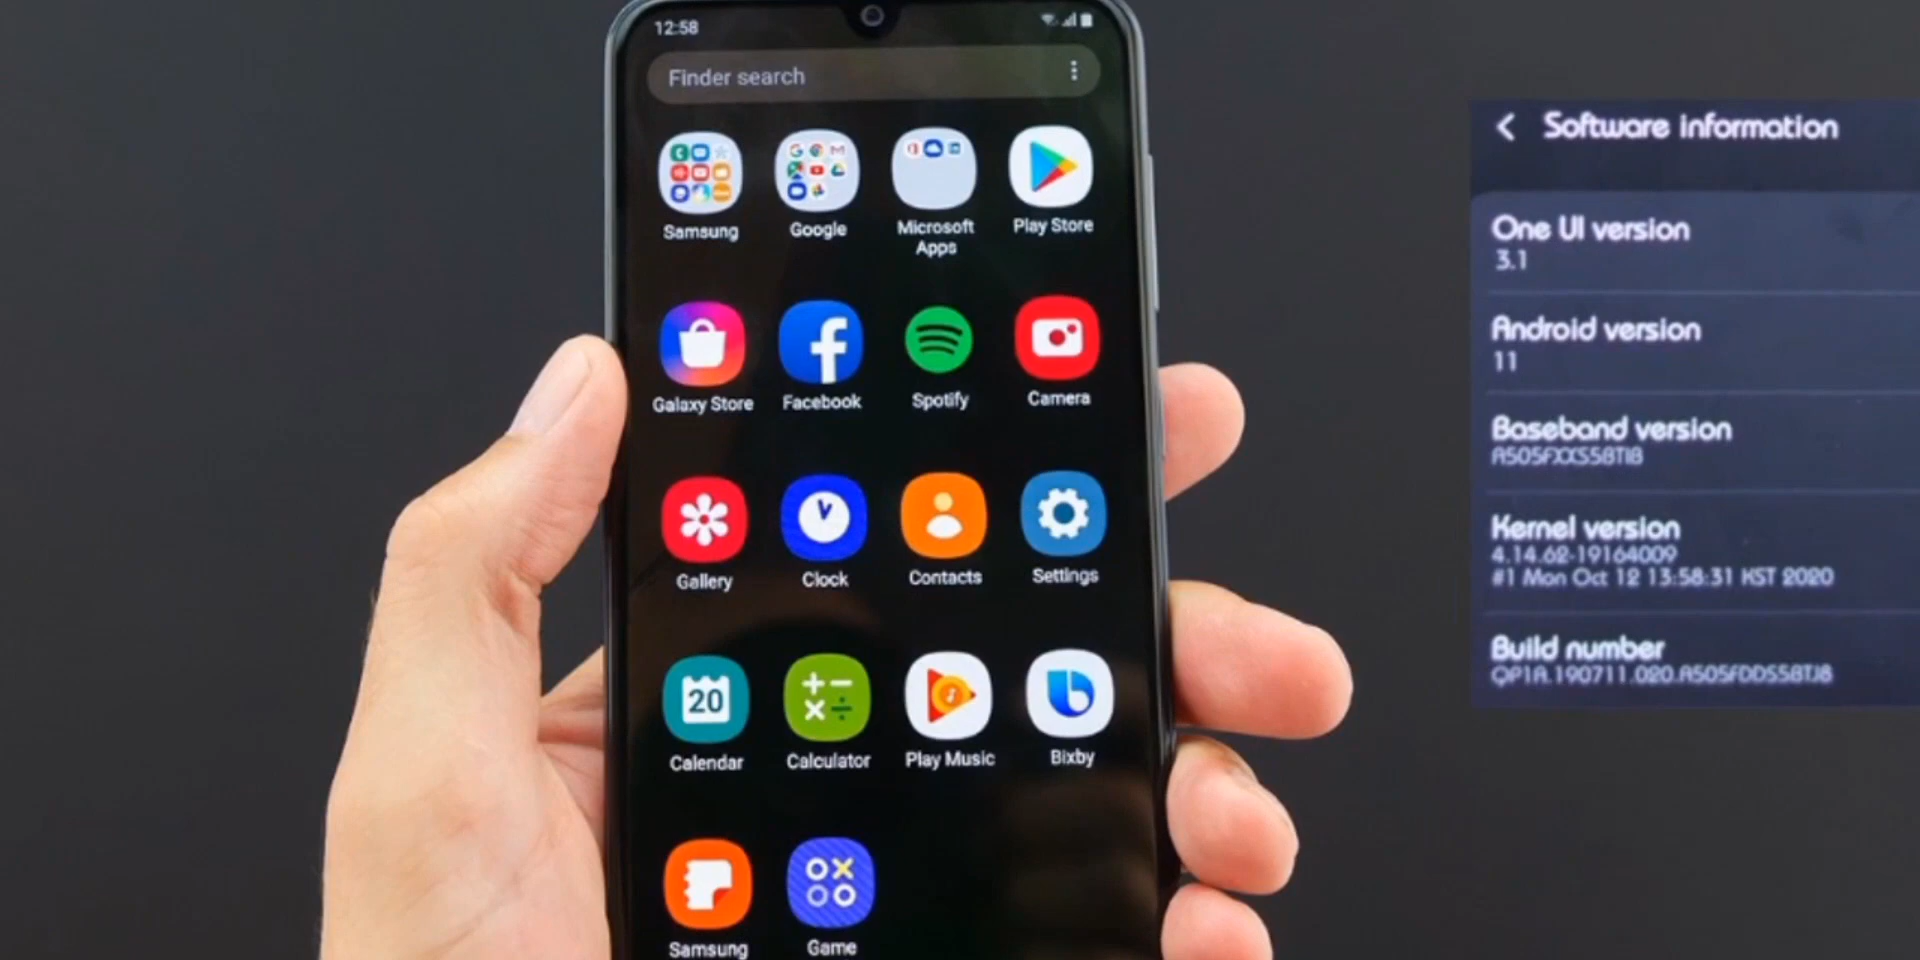 12:58
Finder search
Samsung
Google
Microsoft
Apps
Play Store
Galaxy Store
Facebook
Spotify
Camera
Gallery
Clock
Contacts
Settings
20
Calendar
Calculator
Play Music
Bixby
Samsung
Game
Software information
One UI version
3.1
Android version
11
Baseband version
A505FXXS5BTI8
Kernel version
4.14.62-19164009
#1 Mon Oct 12 13:58:31 KST 2020
Build number
QP1A.190711.020.A505FDDS5BTJ8